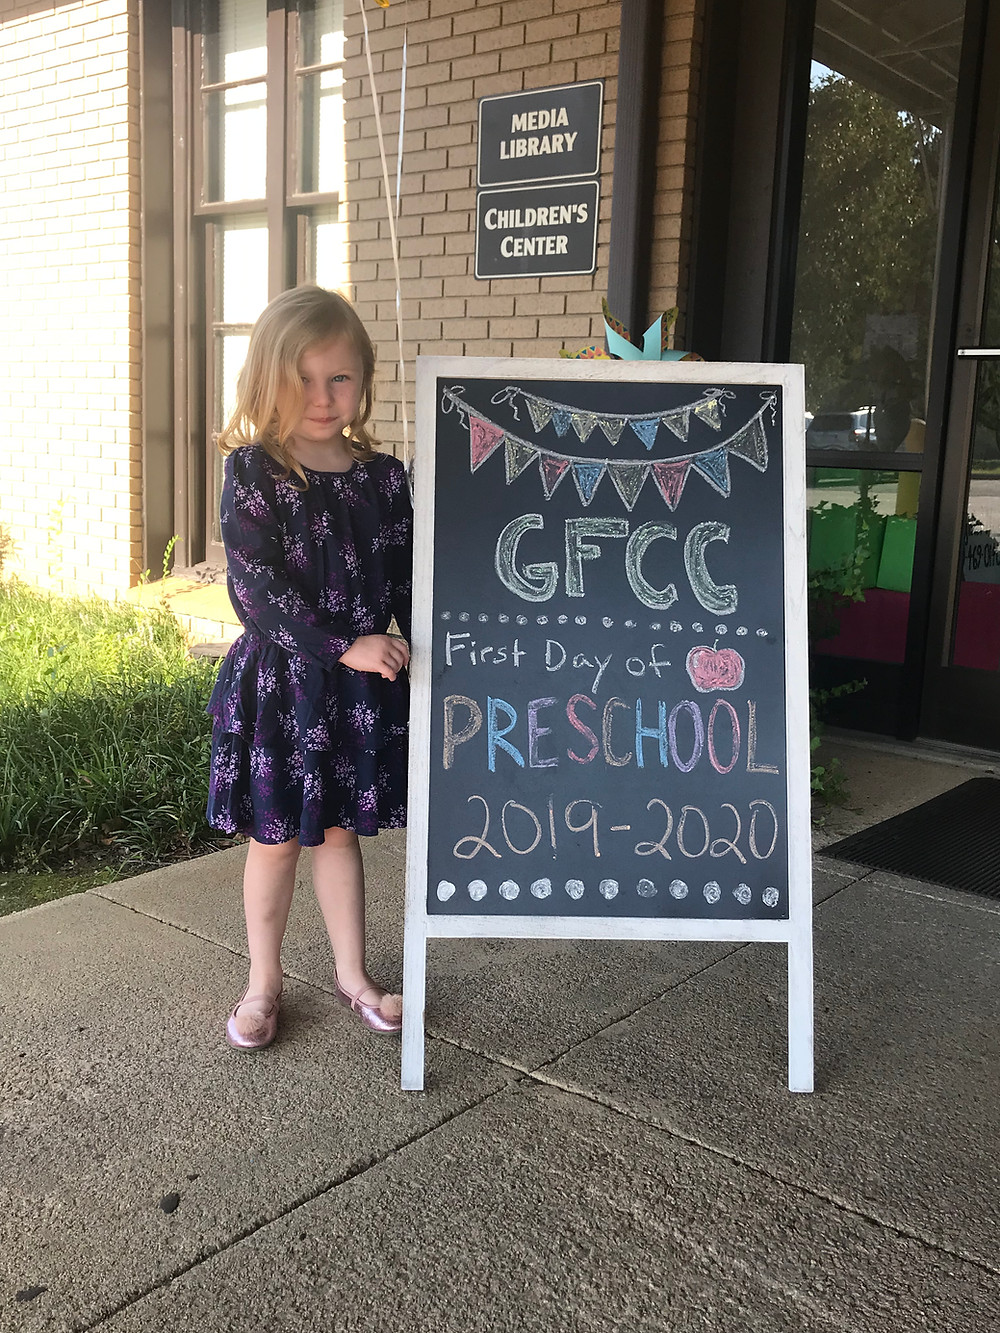 MEDIA
LIBRARY
CHILDREN'S
CENTER
GFCC
First Day of
PRESCHOOL
2019-2020